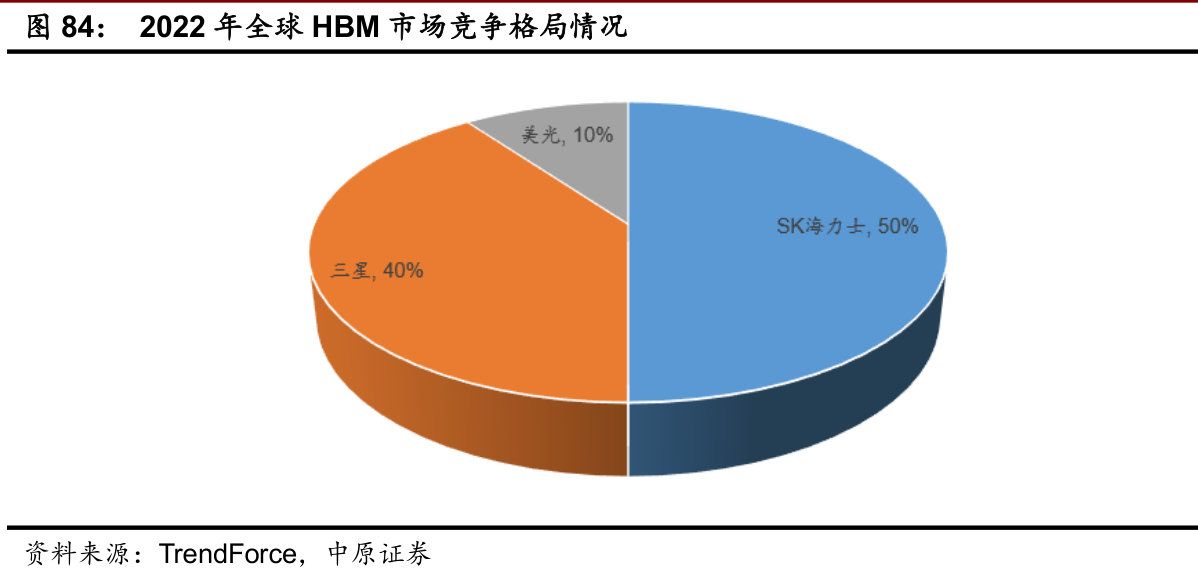 图 84： 2022 年全球 HBM 市场竞争格局情况
美光, 10%
SK海力士, 50%
三星, 40%
资料来源：TrendForce，中原证券